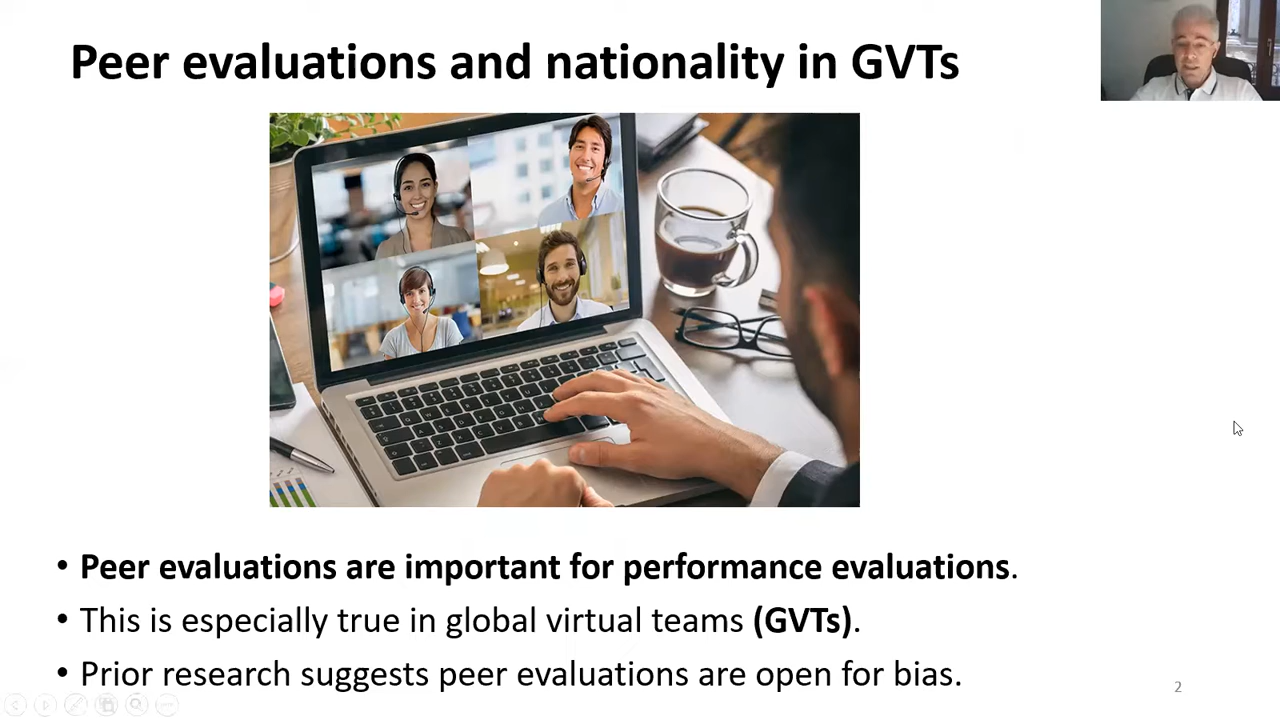 Peer evaluations and nationality in GVTs
• Peer evaluations are important for performance evaluations.
• This is especially true in global virtual teams (GVTs).
• Prior research suggests peer evaluations are open for bias.
2